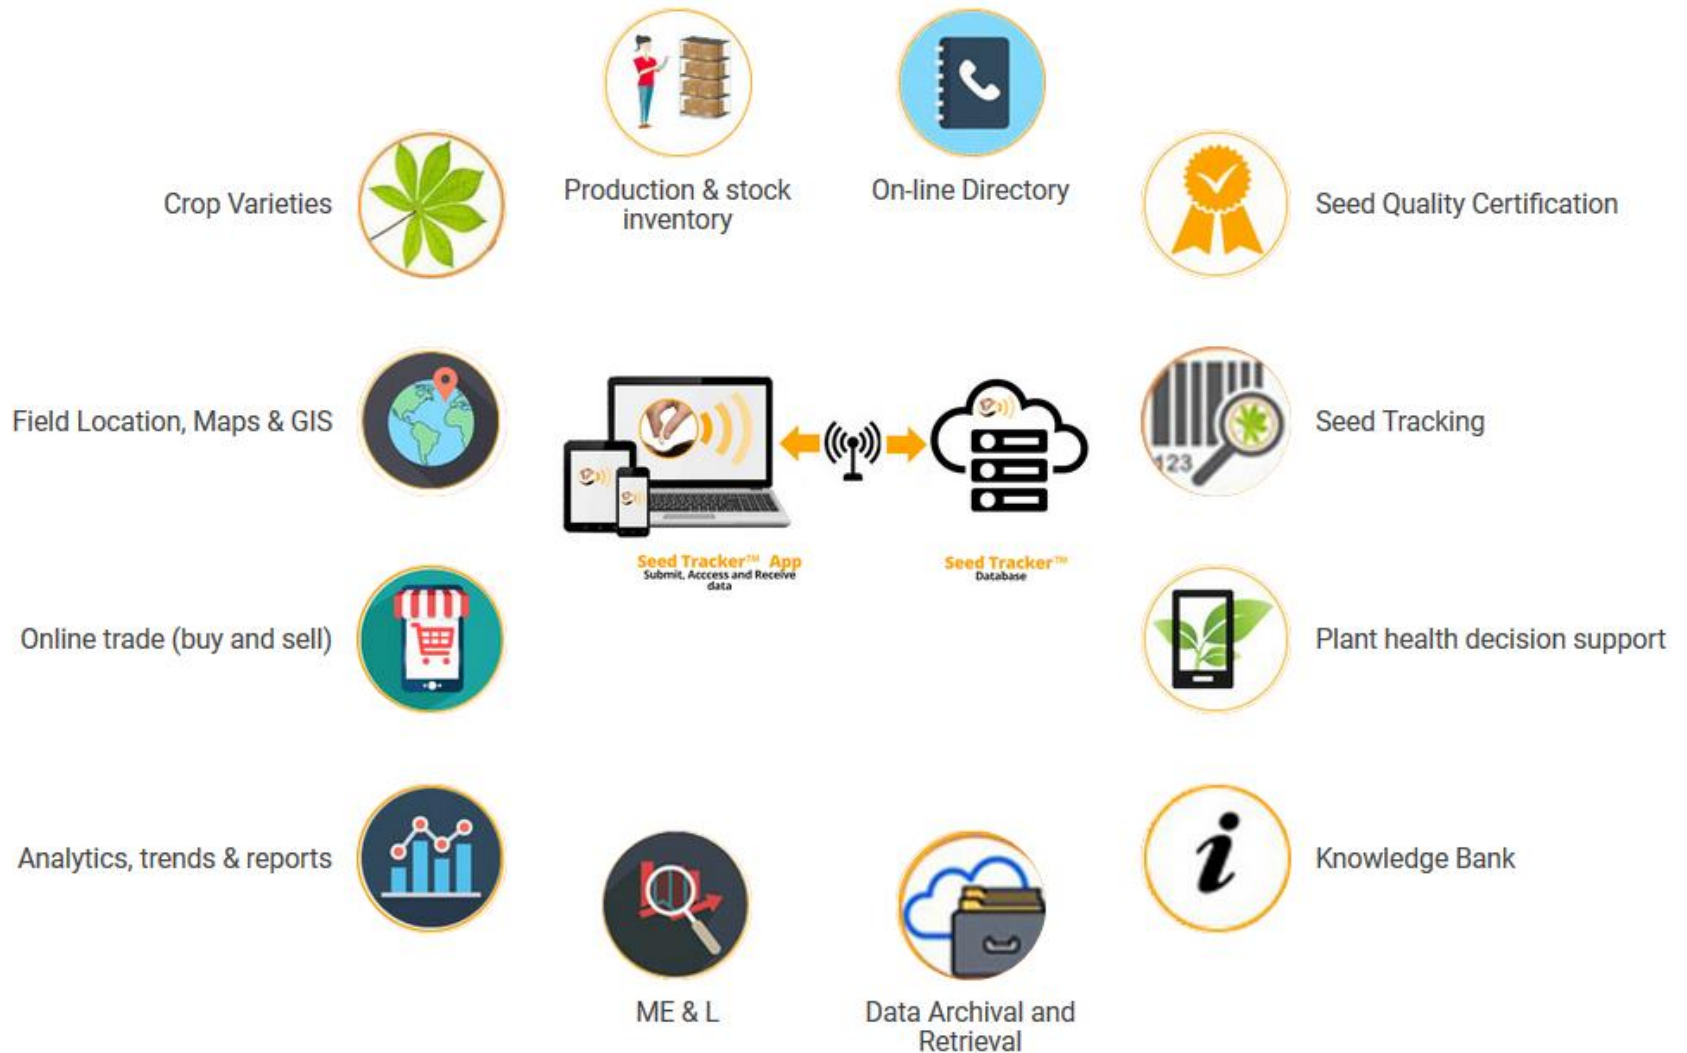 Production & stock
inventory
On-line Directory
Crop Varieties
Seed Quality Certification
Field Location, Maps & GIS
Seed Tracking
123
Seed Tracker™ App
Submit, Acccess and Receive
data
Seed Tracker™
Database
Online trade (buy and sell)
Plant health decision support
Analytics, trends & reports
i
Knowledge Bank
ME & L
Data Archival and
Retrieval